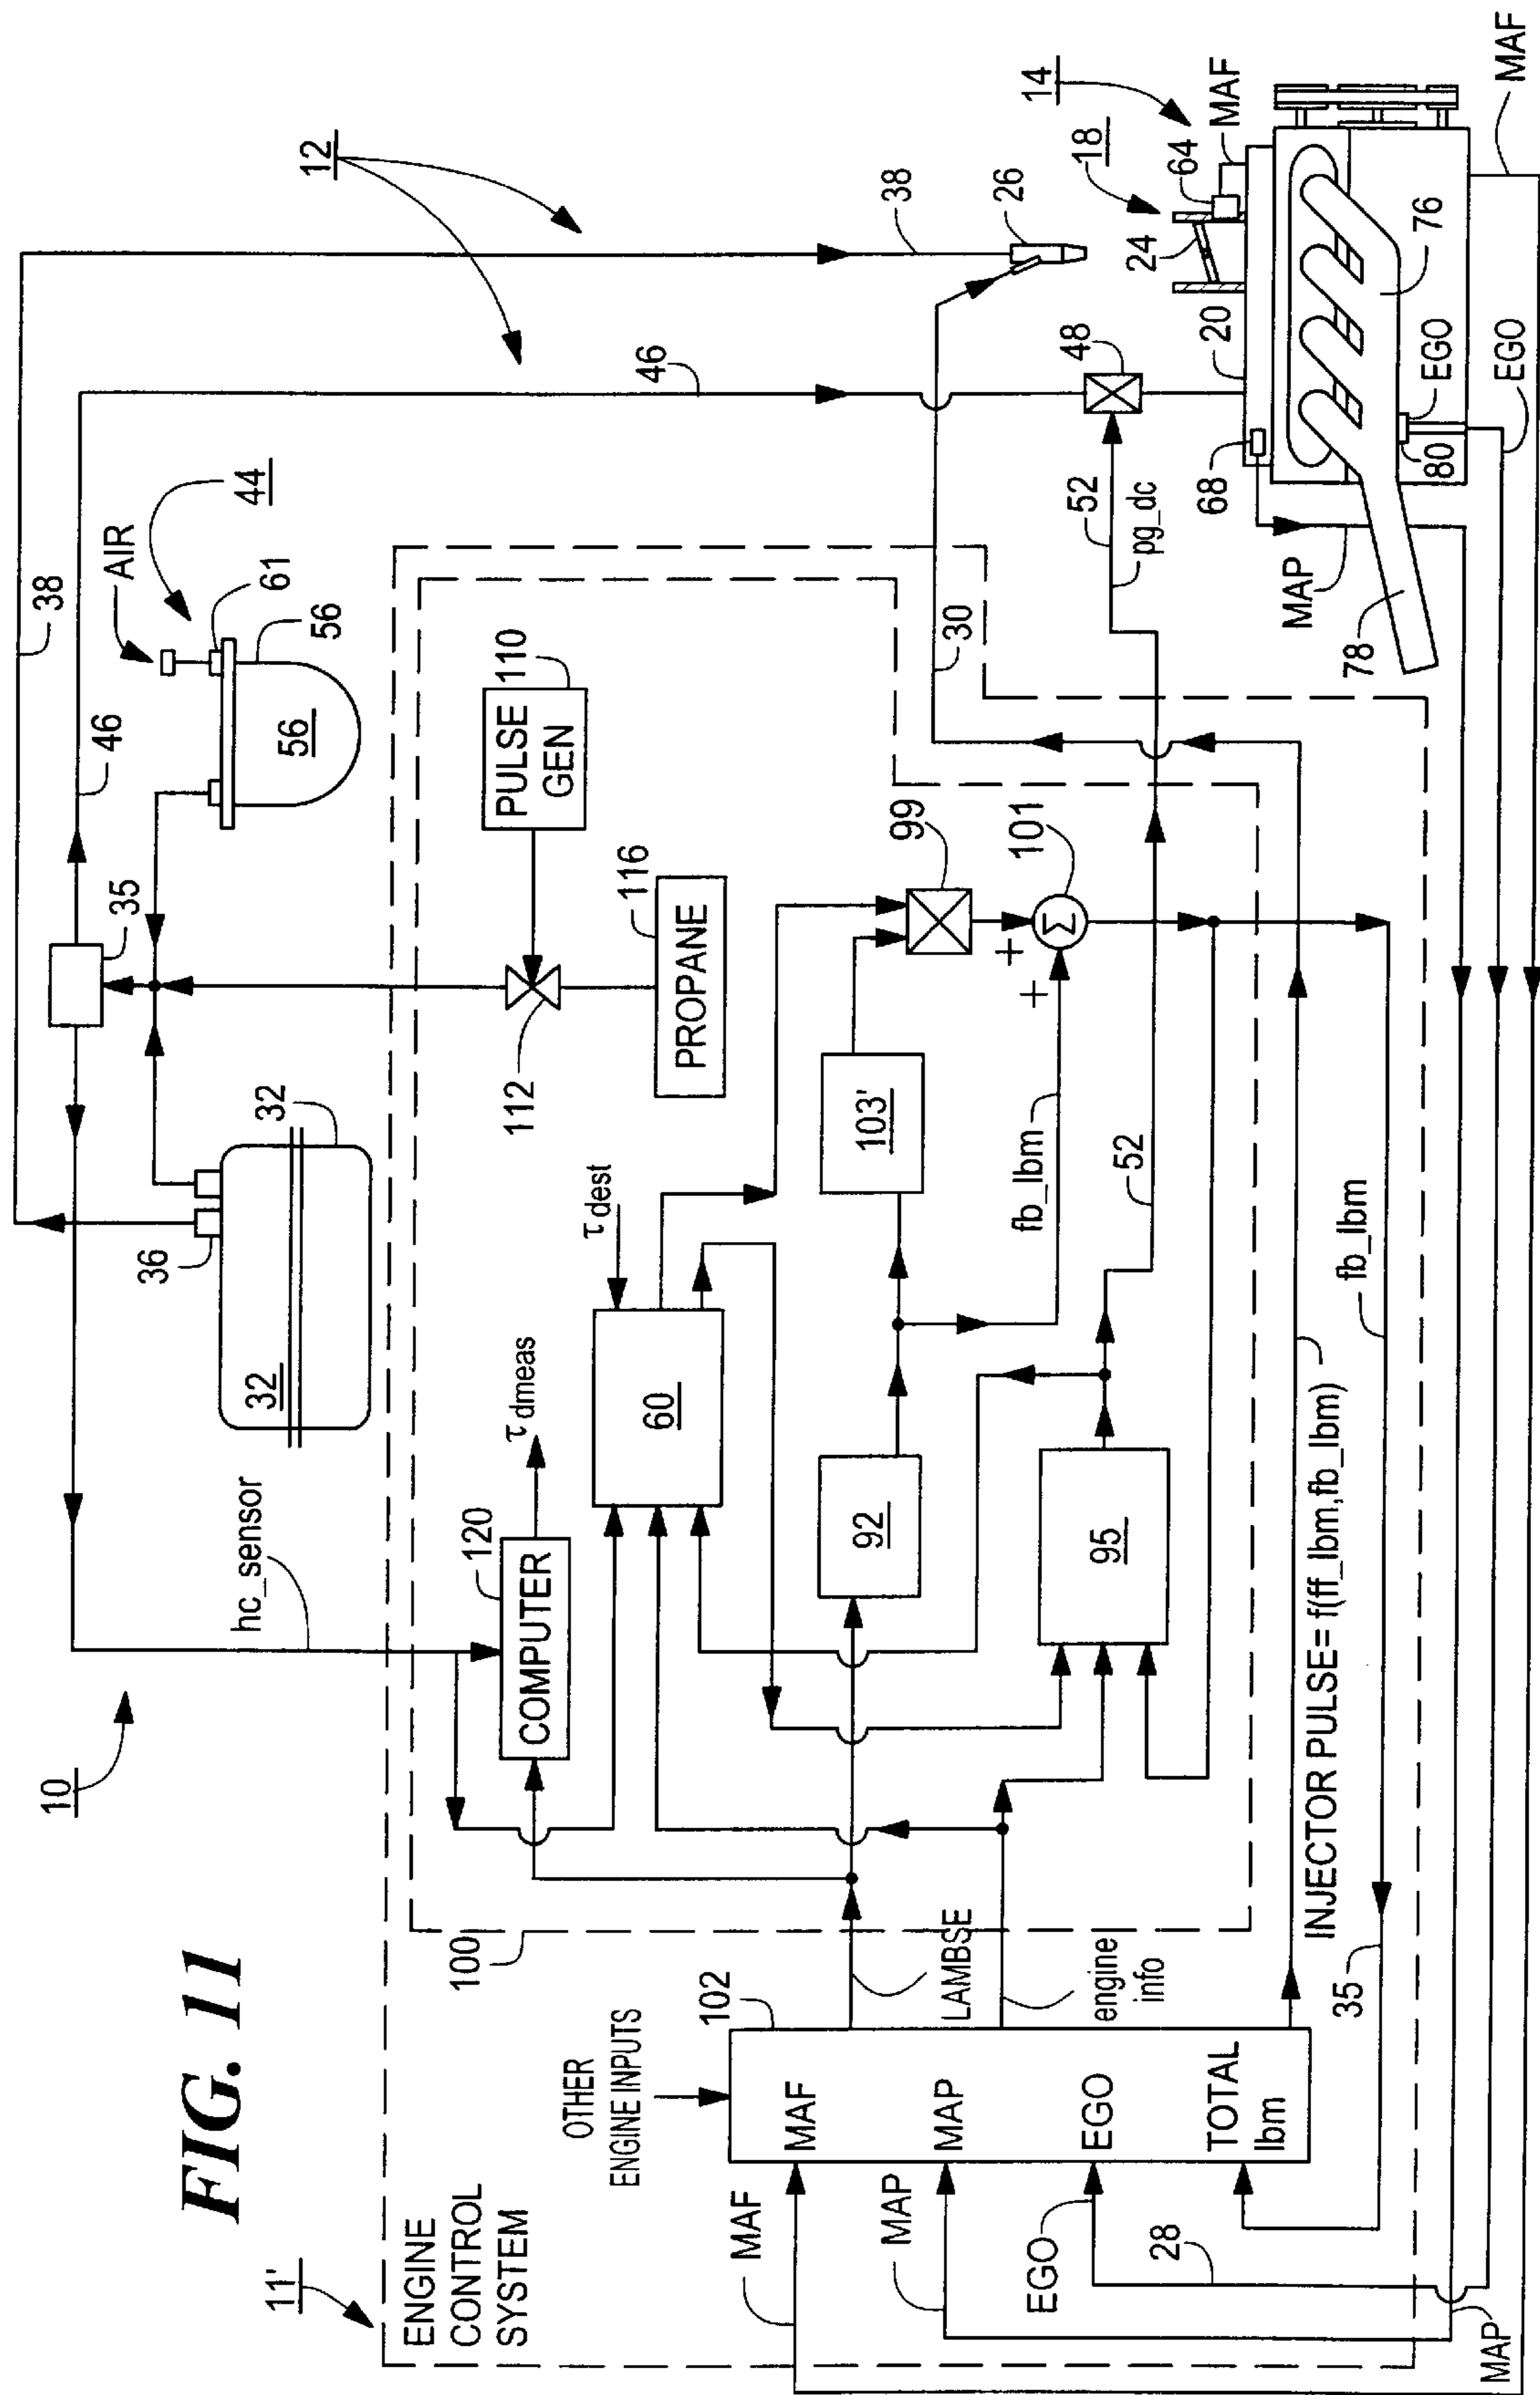 FIG. 11
10
11'
ENGINE
CONTROL
SYSTEM
12
38
46
35
AIR
44
61
56
56
36
32
32
hc_sensor
38
26
46
48
14
18
64
MAF
24
20
68
76
EGO
80
78
MAP
MAF
EGO
52
pg_dc
30
PULSE
GEN
110
112
PROPANE
116
120
COMPUTER
τ dmeas
τ dest
60
92
103'
95
99
101
Σ
+
+
fb_lbm
52
100
OTHER
ENGINE INPUTS
102
MAF
MAP
EGO
TOTAL
lbm
LAMBSE
engine
info
INJECTOR PULSE= f(ff_lbm,fb_lbm)
fb_lbm
35
MAF
MAP
EGO
28
MAP